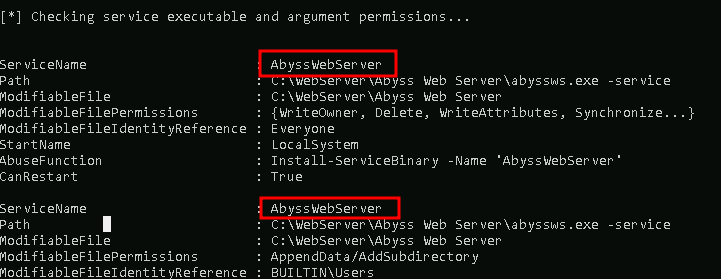 [*] Checking service executable and argument permissions...
ServiceName : AbyssWebServer
Path : C:\WebServer\Abyss Web Server\abyssws.exe -service
ModifiableFile : C:\WebServer\Abyss Web Server
ModifiableFilePermissions : {WriteOwner, Delete, WriteAttributes, Synchronize...}
ModifiableFileIdentityReference : Everyone
StartName : LocalSystem
AbuseFunction : Install-ServiceBinary -Name 'AbyssWebServer'
CanRestart : True
ServiceName : AbyssWebServer
Path : C:\WebServer\Abyss Web Server\abyssws.exe -service
ModifiableFile : C:\WebServer\Abyss Web Server
ModifiableFilePermissions : AppendData/AddSubdirectory
ModifiableFileIdentityReference : BUILTIN\Users